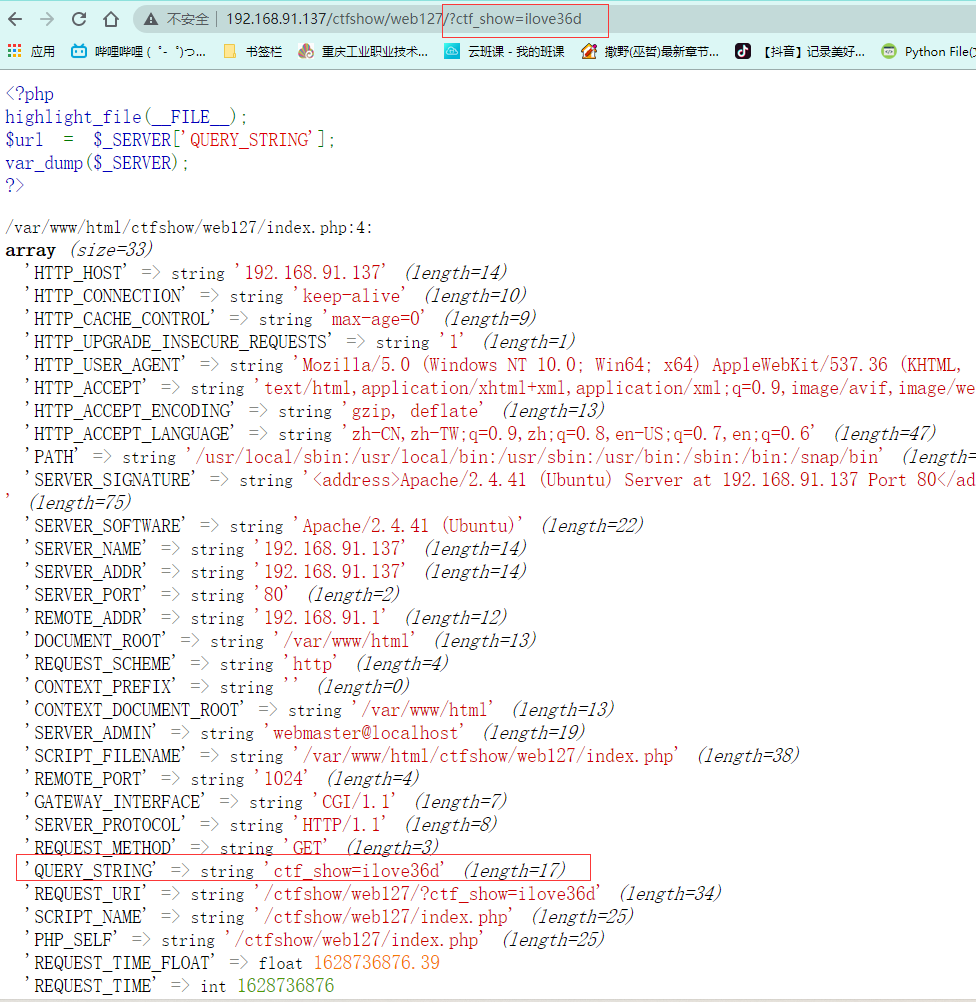 不安全 192.168.91.137/ctfshow/web127/?ctf_show=ilove36d
应用 哔哩哔哩 (゜-゜)つ... 书签栏 重庆工业职业技术... 云班课 - 我的班课 撒野(巫哲)最新章节... 【抖音】记录美好... Python File(
<?php
highlight_file(__FILE__);
$url = $_SERVER['QUERY_STRING'];
var_dump($_SERVER);
?>
/var/www/html/ctfshow/web127/index.php:4:
array (size=33)
'HTTP_HOST' => string '192.168.91.137' (length=14)
'HTTP_CONNECTION' => string 'keep-alive' (length=10)
'HTTP_CACHE_CONTROL' => string 'max-age=0' (length=9)
'HTTP_UPGRADE_INSECURE_REQUESTS' => string '1' (length=1)
'HTTP_USER_AGENT' => string 'Mozilla/5.0 (Windows NT 10.0; Win64; x64) AppleWebKit/537.36 (KHTML,
'HTTP_ACCEPT' => string 'text/html,application/xhtml+xml,application/xml;q=0.9,image/avif,image/we
'HTTP_ACCEPT_ENCODING' => string 'gzip, deflate' (length=13)
'HTTP_ACCEPT_LANGUAGE' => string 'zh-CN,zh-TW;q=0.9,zh;q=0.8,en-US;q=0.7,en;q=0.6' (length=47)
'PATH' => string '/usr/local/sbin:/usr/local/bin:/usr/sbin:/usr/bin:/sbin:/bin:/snap/bin' (length=
'SERVER_SIGNATURE' => string '<address>Apache/2.4.41 (Ubuntu) Server at 192.168.91.137 Port 80</ad
' (length=75)
'SERVER_SOFTWARE' => string 'Apache/2.4.41 (Ubuntu)' (length=22)
'SERVER_NAME' => string '192.168.91.137' (length=14)
'SERVER_ADDR' => string '192.168.91.137' (length=14)
'SERVER_PORT' => string '80' (length=2)
'REMOTE_ADDR' => string '192.168.91.1' (length=12)
'DOCUMENT_ROOT' => string '/var/www/html' (length=13)
'REQUEST_SCHEME' => string 'http' (length=4)
'CONTEXT_PREFIX' => string '' (length=0)
'CONTEXT_DOCUMENT_ROOT' => string '/var/www/html' (length=13)
'SERVER_ADMIN' => string 'webmaster@localhost' (length=19)
'SCRIPT_FILENAME' => string '/var/www/html/ctfshow/web127/index.php' (length=38)
'REMOTE_PORT' => string '1024' (length=4)
'GATEWAY_INTERFACE' => string 'CGI/1.1' (length=7)
'SERVER_PROTOCOL' => string 'HTTP/1.1' (length=8)
'REQUEST_METHOD' => string 'GET' (length=3)
'QUERY_STRING' => string 'ctf_show=ilove36d' (length=17)
'REQUEST_URI' => string '/ctfshow/web127/?ctf_show=ilove36d' (length=34)
'SCRIPT_NAME' => string '/ctfshow/web127/index.php' (length=25)
'PHP_SELF' => string '/ctfshow/web127/index.php' (length=25)
'REQUEST_TIME_FLOAT' => float 1628736876.39
'REQUEST_TIME' => int 1628736876